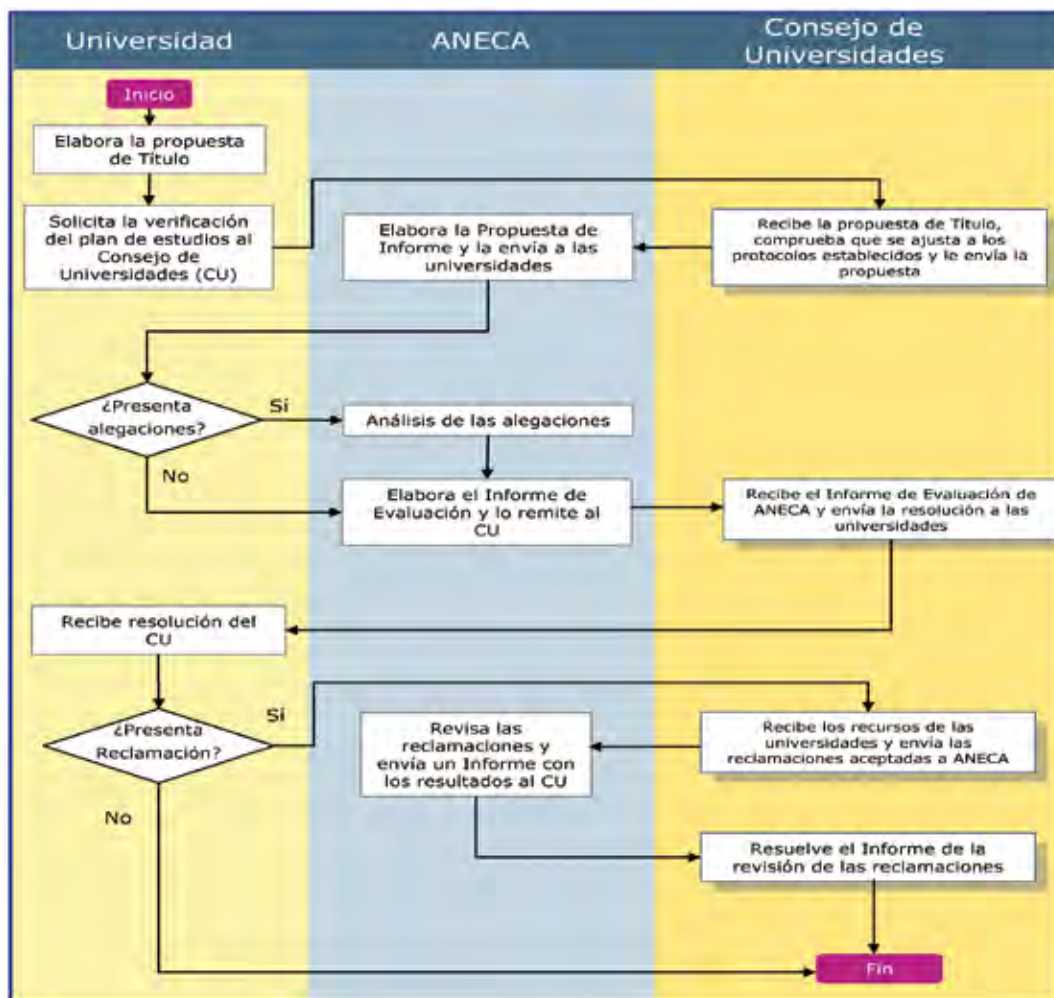 Universidad
ANECA
Consejo de
Universidades
Inicio
Elabora la propuesta
de Título
Solicita la verificación
del plan de estudios al
Consejo de
Universidades (CU)
Elabora la Propuesta de
Informe y la envía a las
universidades
Recibe la propuesta de Título,
comprueba que se ajusta a los
protocolos establecidos y le envía la
propuesta
¿Presenta
alegaciones?
Sí
No
Análisis de las alegaciones
Elabora el Informe de
Evaluación y lo remite al
CU
Recibe el Informe de Evaluación de
ANECA y envía la resolución a las
universidades
Recibe resolución del
CU
¿Presenta
Reclamación?
Sí
No
Revisa las
reclamaciones y
envía un Informe con
los resultados al CU
Recibe los recursos de las
universidades y envía las
reclamaciones aceptadas a ANECA
Resuelve el Informe de la
revisión de las reclamaciones
Fin